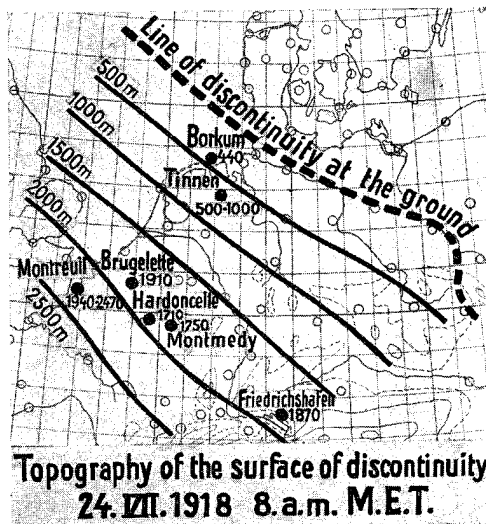 Line of discontinuity at the ground
500m
1000m
1500m
2000m
2500m
Borkum
440
Tinnen
500-1000
Montreuil
1940-2470
Brugelette
1910
Hardoncelle
1710
1750
Montmedy
Friedrichshafen
1870
Topography of the surface of discontinuity
24. VII. 1918 8. a.m. M.E.T.